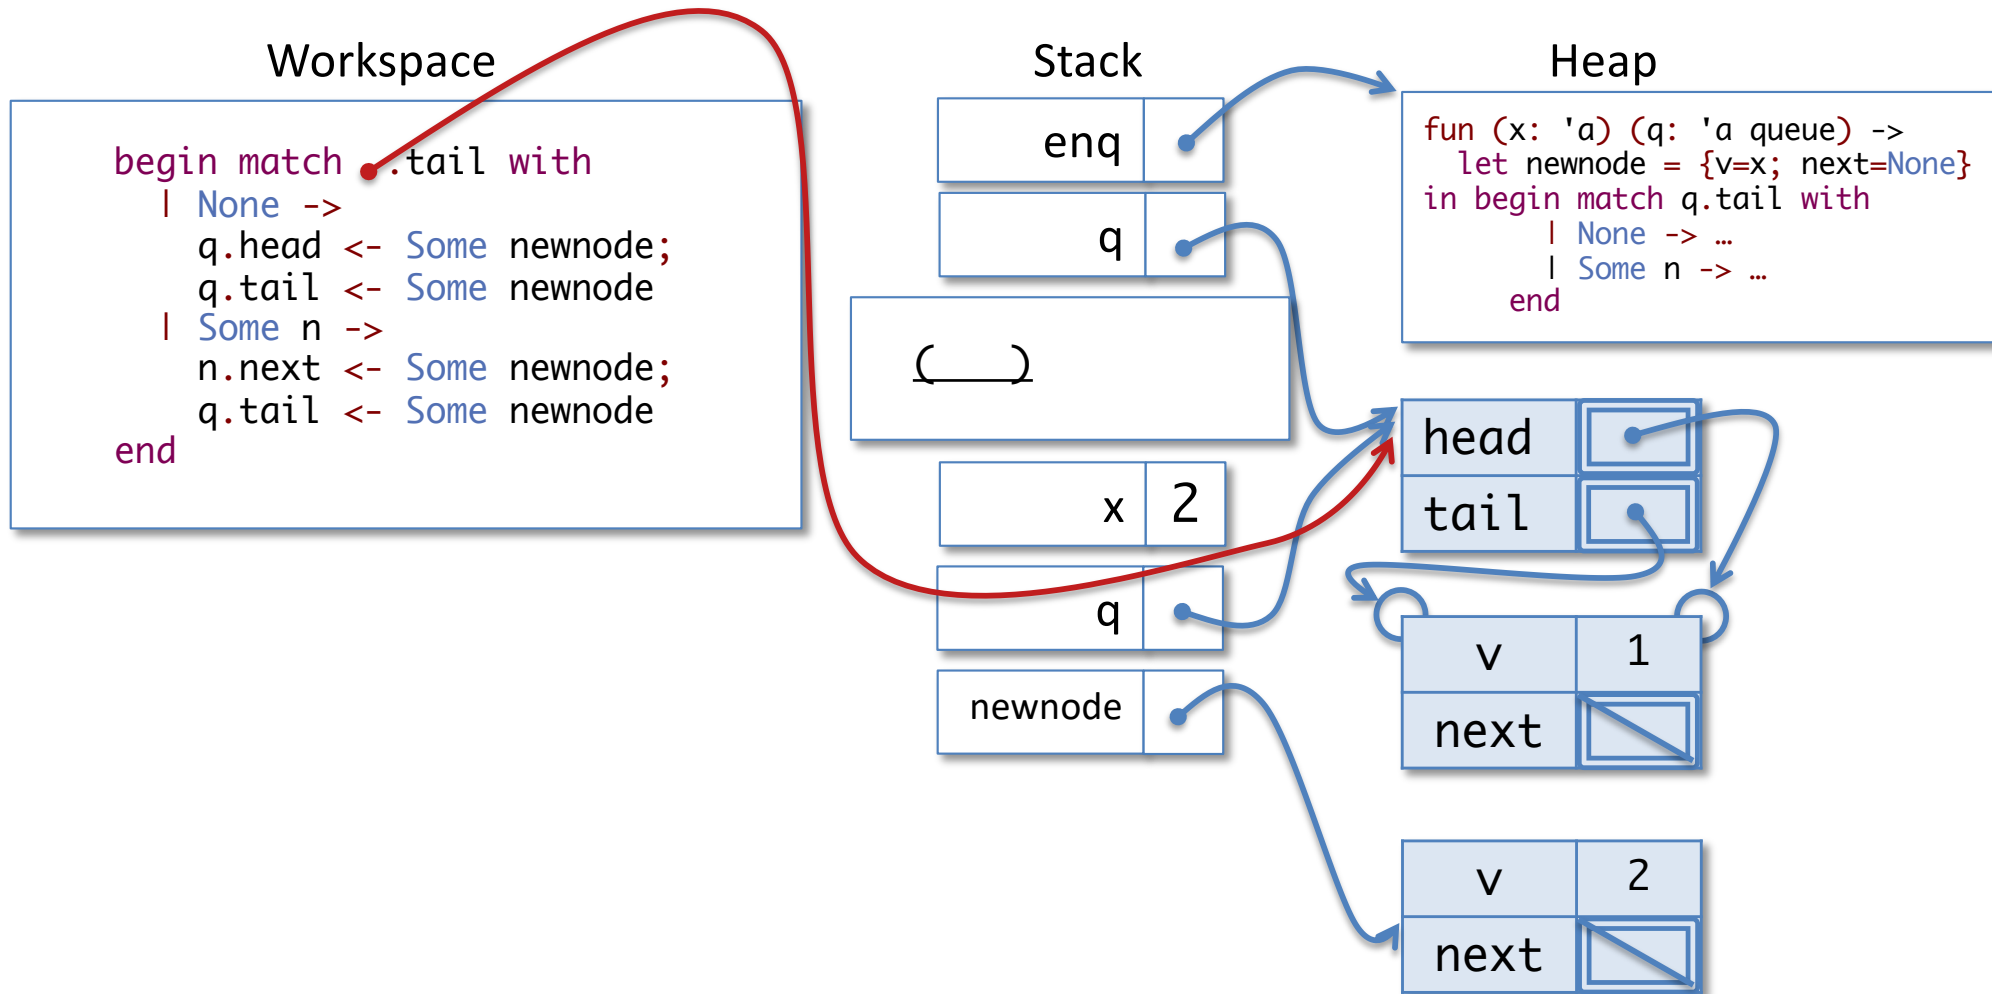 Workspace
begin match .tail with
| None ->
q.head <- Some newnode;
q.tail <- Some newnode
| Some n ->
n.next <- Some newnode;
q.tail <- Some newnode
end
Stack
enq
q
(   )
x 2
q
newnode
Heap
fun (x: 'a) (q: 'a queue) ->
let newnode = {v=x; next=None}
in begin match q.tail with
| None -> …
| Some n -> …
end
head
tail
v 1
next
v 2
next